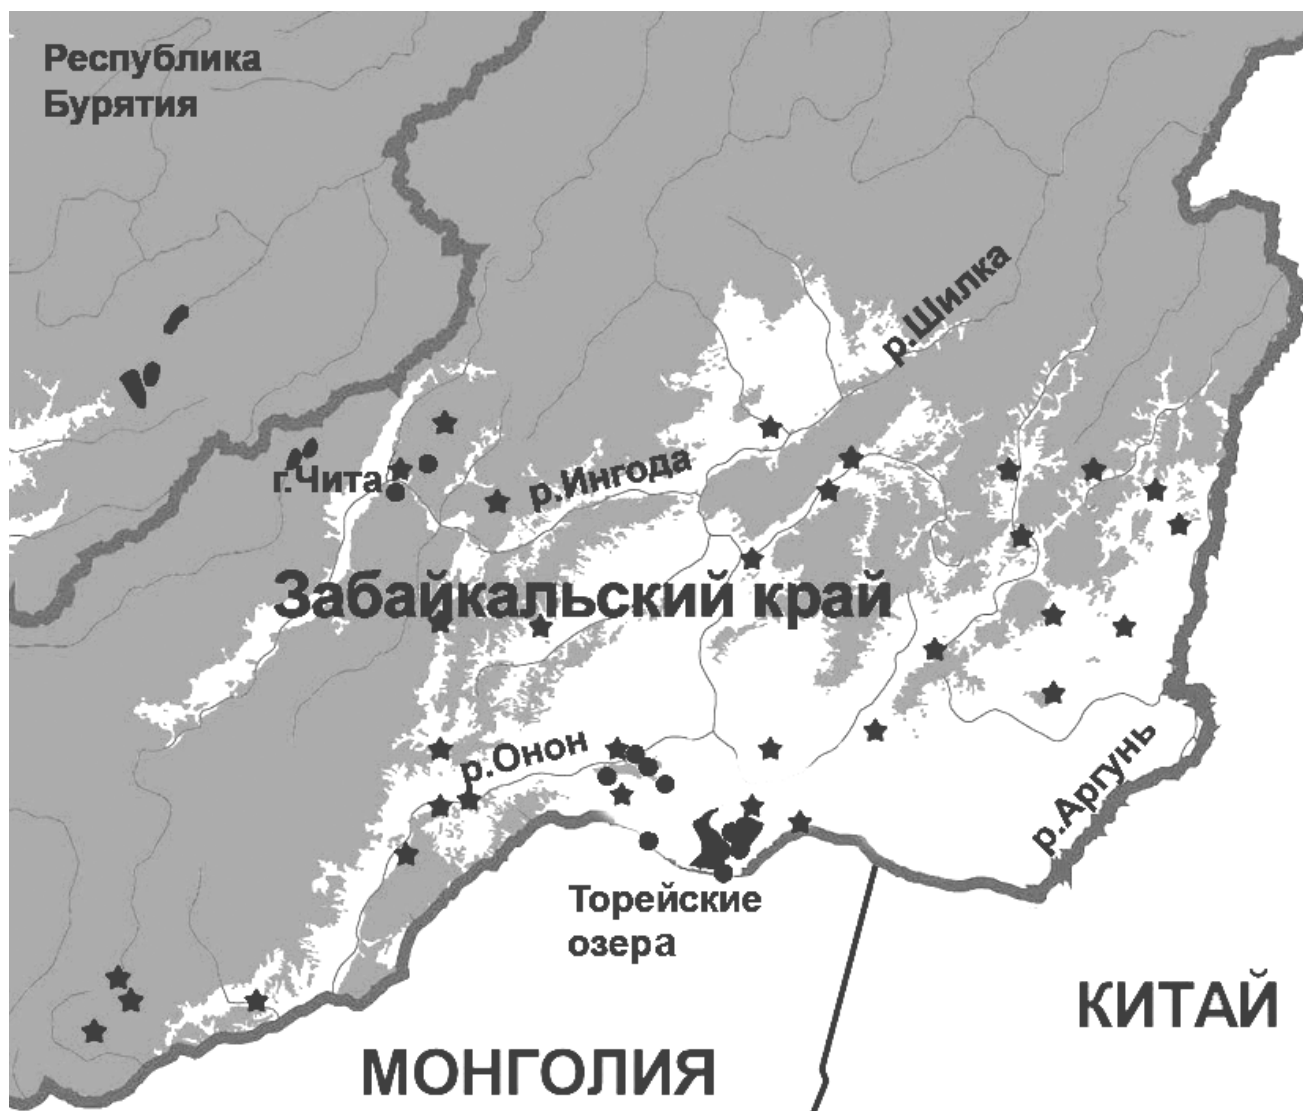 Республика
Бурятия
р.Шилка
г.Чита
р.Ингода
Забайкальский край
р.Онон
р.Аргунь
Торейские
озера
КИТАЙ
МОНГОЛИЯ